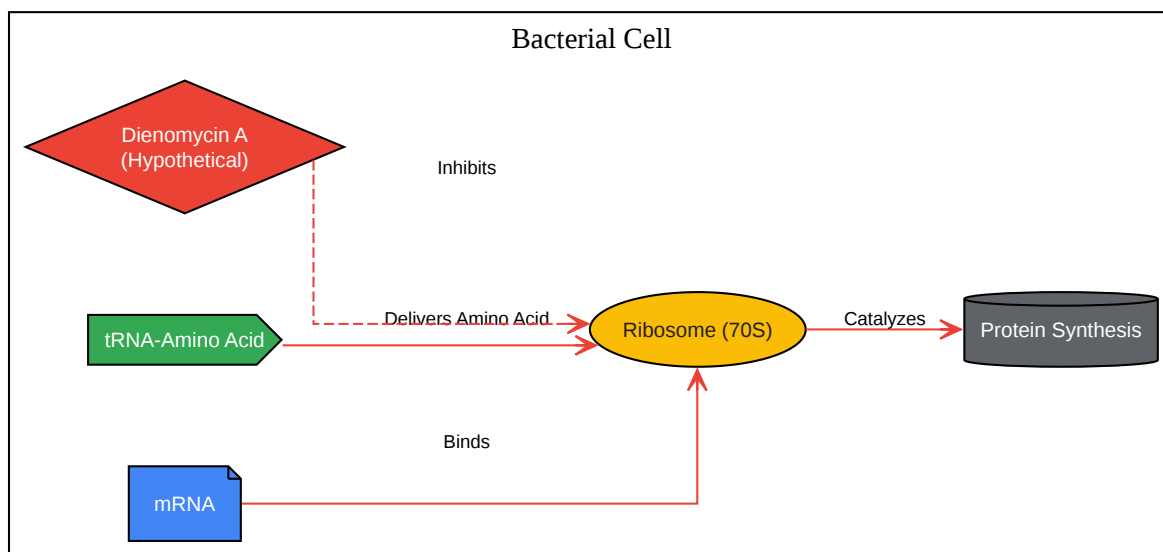 Bacterial Cell
Dienomycin A
(Hypothetical)
Inhibits
Delivers Amino Acid
tRNA-Amino Acid
Ribosome (70S)
Catalyzes
Protein Synthesis
Binds
mRNA